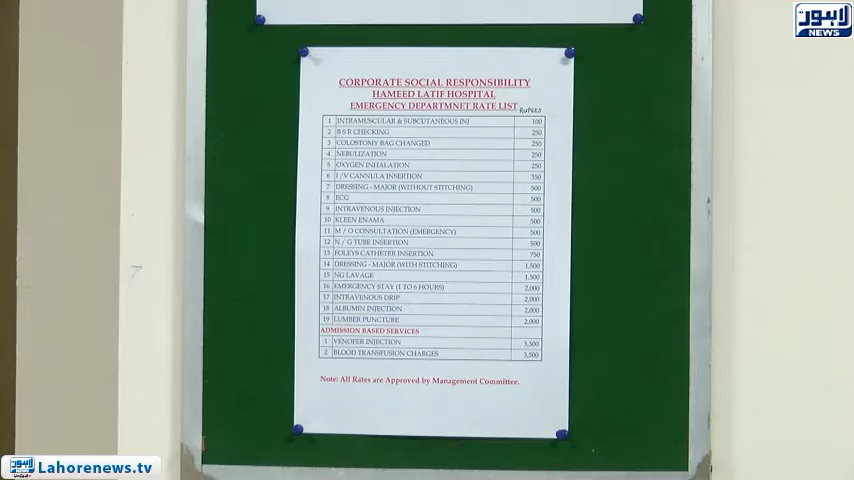 لاہور
NEWS
CORPORATE SOCIAL RESPONSIBILITY
HAMEED LATIF HOSPITAL
EMERGENCY DEPARTMNET RATE LIST
RUPEES
1 INTRAMUSCULAR & SUBCUTANEOUS INJ 100
2 B S R CHECKING 250
3 COLOSTOMY BAG CHANGED 250
4 NEBULIZATION 250
5 OXYGEN INHALATION 250
6 I / V CANNULA INSERTION 350
7 DRESSING - MAJOR (WITHOUT STITCHING) 500
8 ECG 500
9 INTRAVENOUS INJECTION 500
10 KLEEN ENAMA 500
11 M / O CONSULTATION (EMERGENCY) 500
12 N / G TUBE INSERTION 500
13 FOLEYS CATHETER INSERTION 750
14 DRESSING - MAJOR (WITH STITCHING) 1,500
15 NG LAVAGE 1,500
16 EMERGENCY STAY (1 TO 6 HOURS) 2,000
17 INTRAVENOUS DRIP 2,000
18 ALBUMIN INJECTION 2,000
19 LUMBER PUNCTURE 2,000
ADMISSION BASED SERVICES
1 VENOFER INJECTION 3,500
2 BLOOD TRANSFUSION CHARGES 3,500
Note: All Rates are Approved by Management Committee.
لاہور
Lahorenews.tv